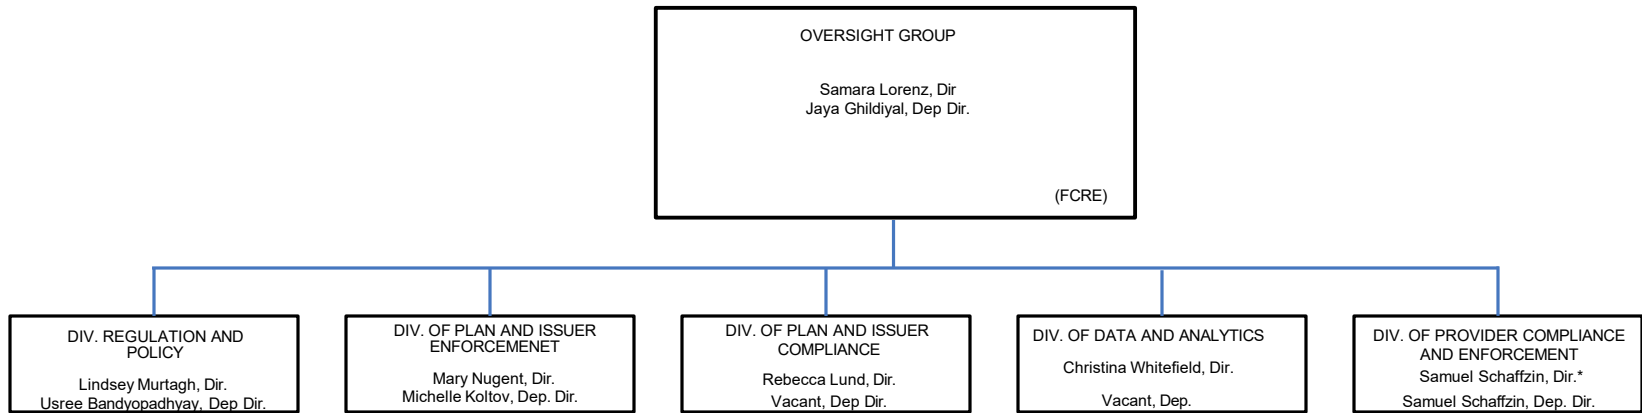 OVERSIGHT GROUP
Samara Lorenz, Dir
Jaya Ghildiyal, Dep Dir.
(FCRE)
DIV. REGULATION AND
POLICY
Lindsey Murtagh, Dir.
Usree Bandyopadhyay, Dep Dir.
DIV. OF PLAN AND ISSUER
ENFORCEMENET
Mary Nugent, Dir.
Michelle Koltov, Dep. Dir.
DIV. OF PLAN AND ISSUER
COMPLIANCE
Rebecca Lund, Dir.
Vacant, Dep Dir.
DIV. OF DATA AND ANALYTICS
Christina Whitefield, Dir.
Vacant, Dep.
DIV. OF PROVIDER COMPLIANCE
AND ENFORCEMENT
Samuel Schaffzin, Dir.*
Samuel Schaffzin, Dep. Dir.